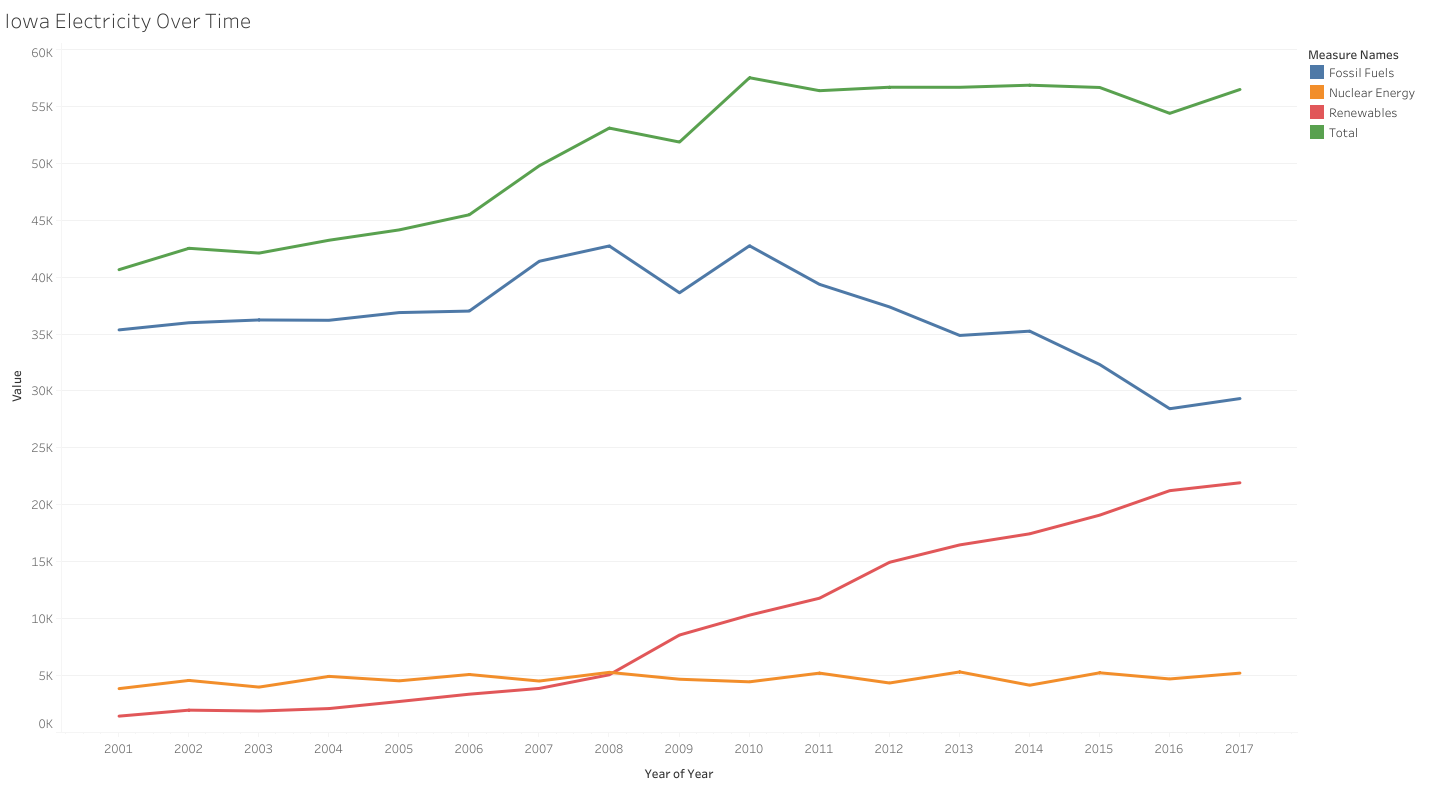 Iowa Electricity Over Time
60K
55K
50K
45K
40K
35K
30K
25K
20K
15K
10K
5K
0K
Value
2001 2002 2003 2004 2005 2006 2007 2008 2009 2010 2011 2012 2013 2014 2015 2016 2017
Year of Year
Measure Names
Fossil Fuels
Nuclear Energy
Renewables
Total